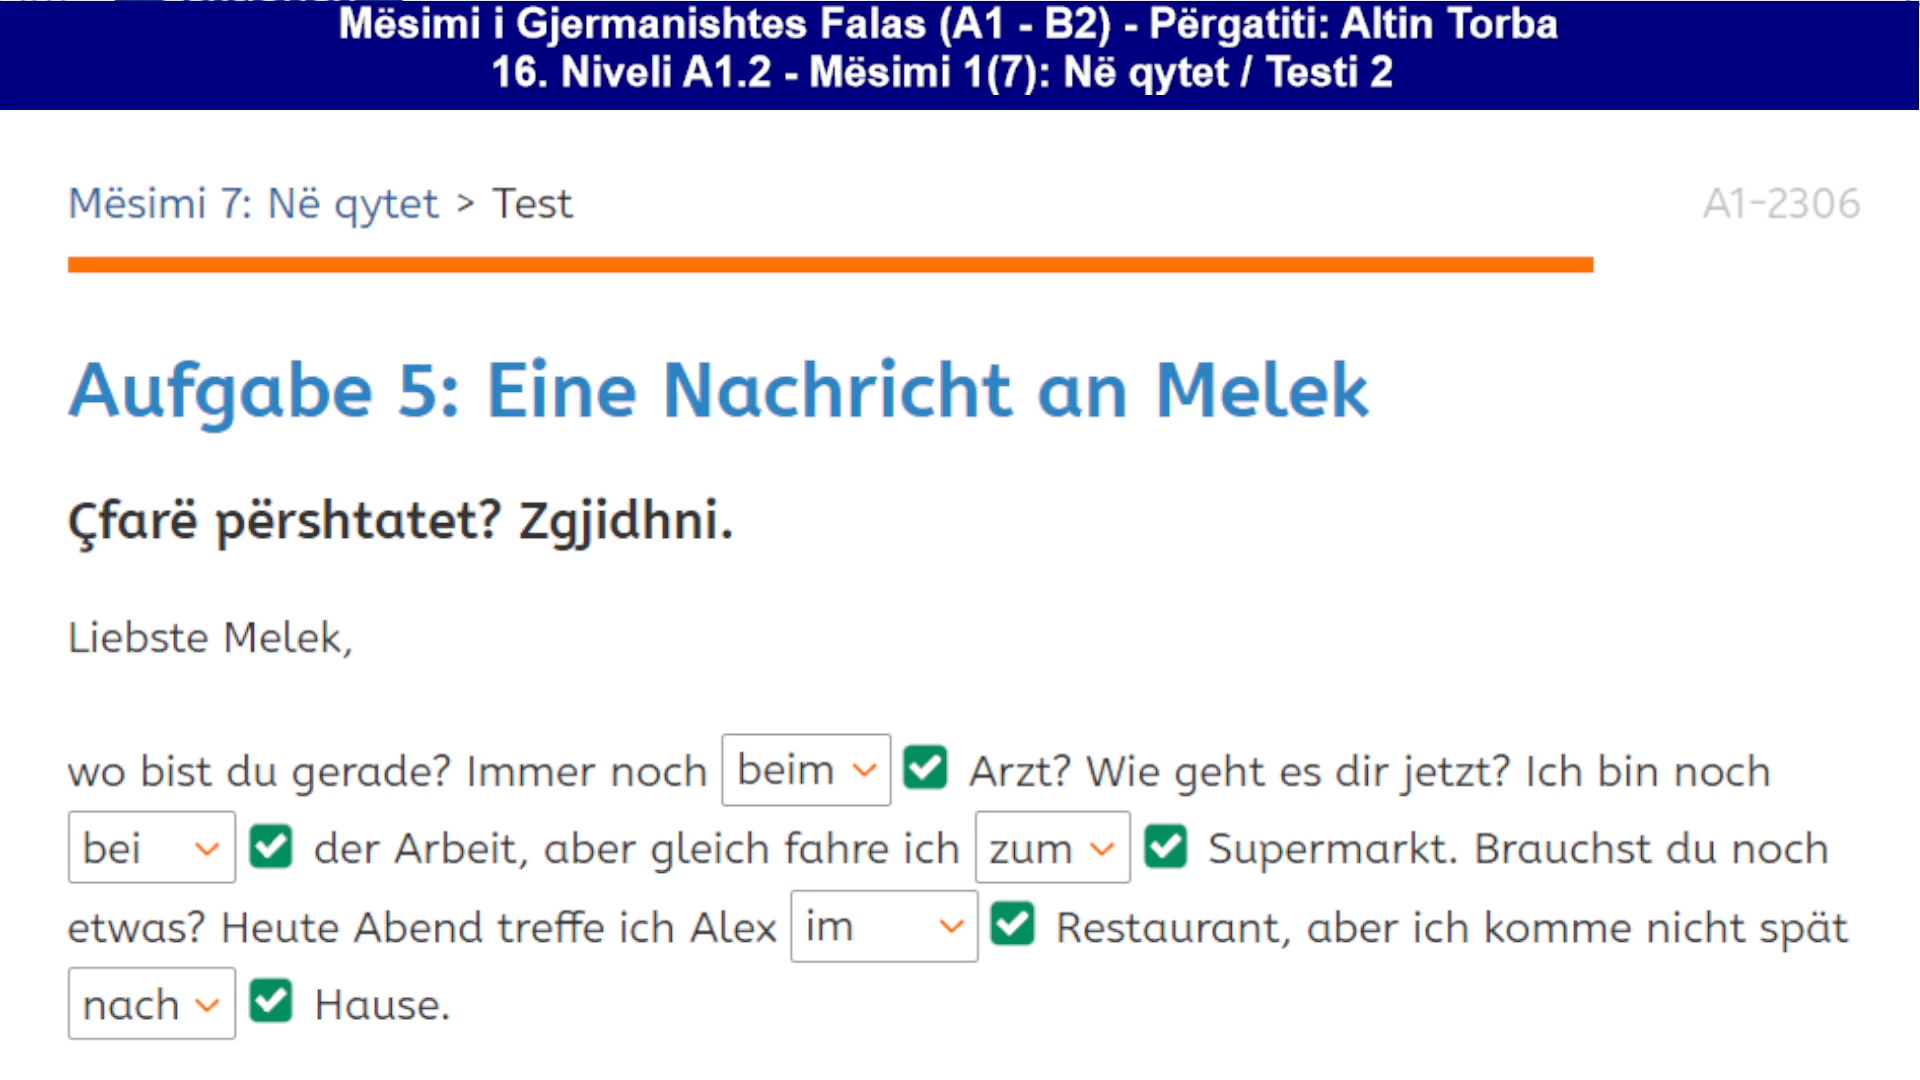 Mësimi i Gjermanishtes Falas (A1 - B2) - Përgatiti: Altin Torba
16. Niveli A1.2 - Mësimi 1(7): Në qytet / Testi 2
Mësimi 7: Në qytet > Test
A1-2306
Aufgabe 5: Eine Nachricht an Melek
Çfarë përshtatet? Zgjidhni.
Liebste Melek,
wo bist du gerade? Immer noch beim Arzt? Wie geht es dir jetzt? Ich bin noch
bei der Arbeit, aber gleich fahre ich zum Supermarkt. Brauchst du noch
etwas? Heute Abend treffe ich Alex im Restaurant, aber ich komme nicht spät
nach Hause.